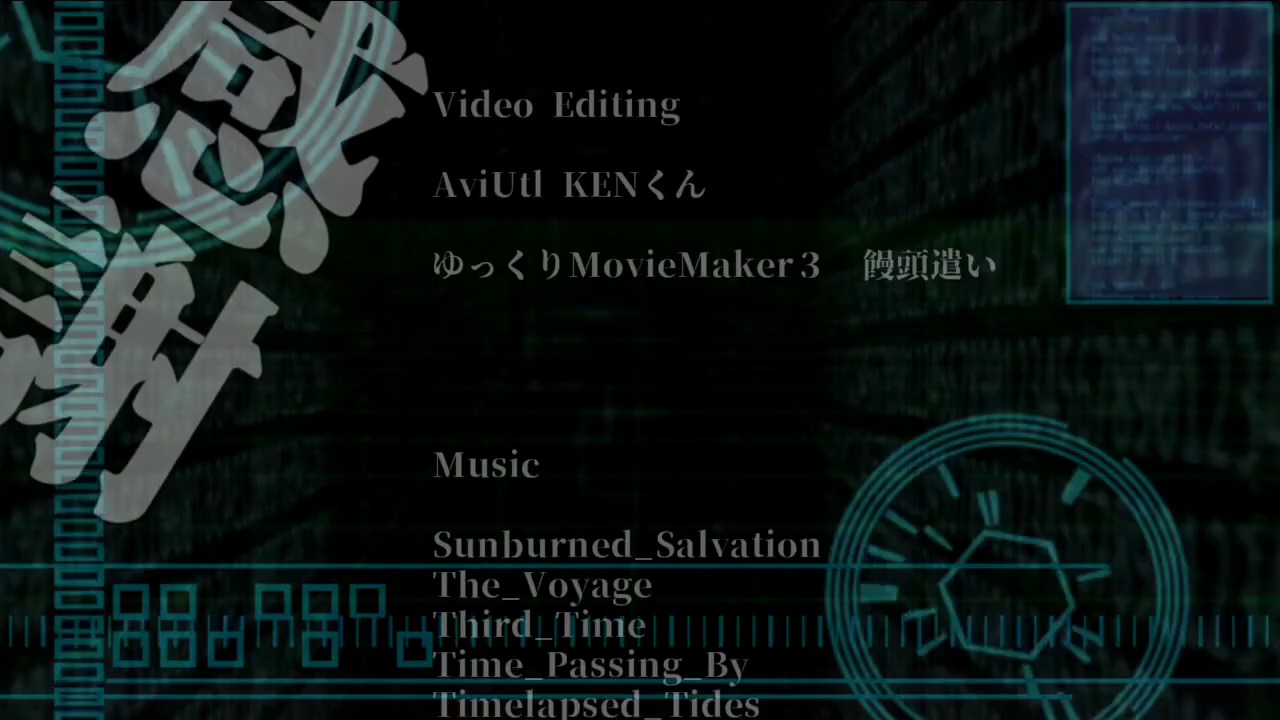 感謝
Video Editing
AviUtl KENくん
ゆっくりMovieMaker３　饅頭遣い
Music
Sunburned_Salvation
The_Voyage
Third_Time
Time_Passing_By
Timelapsed_Tides